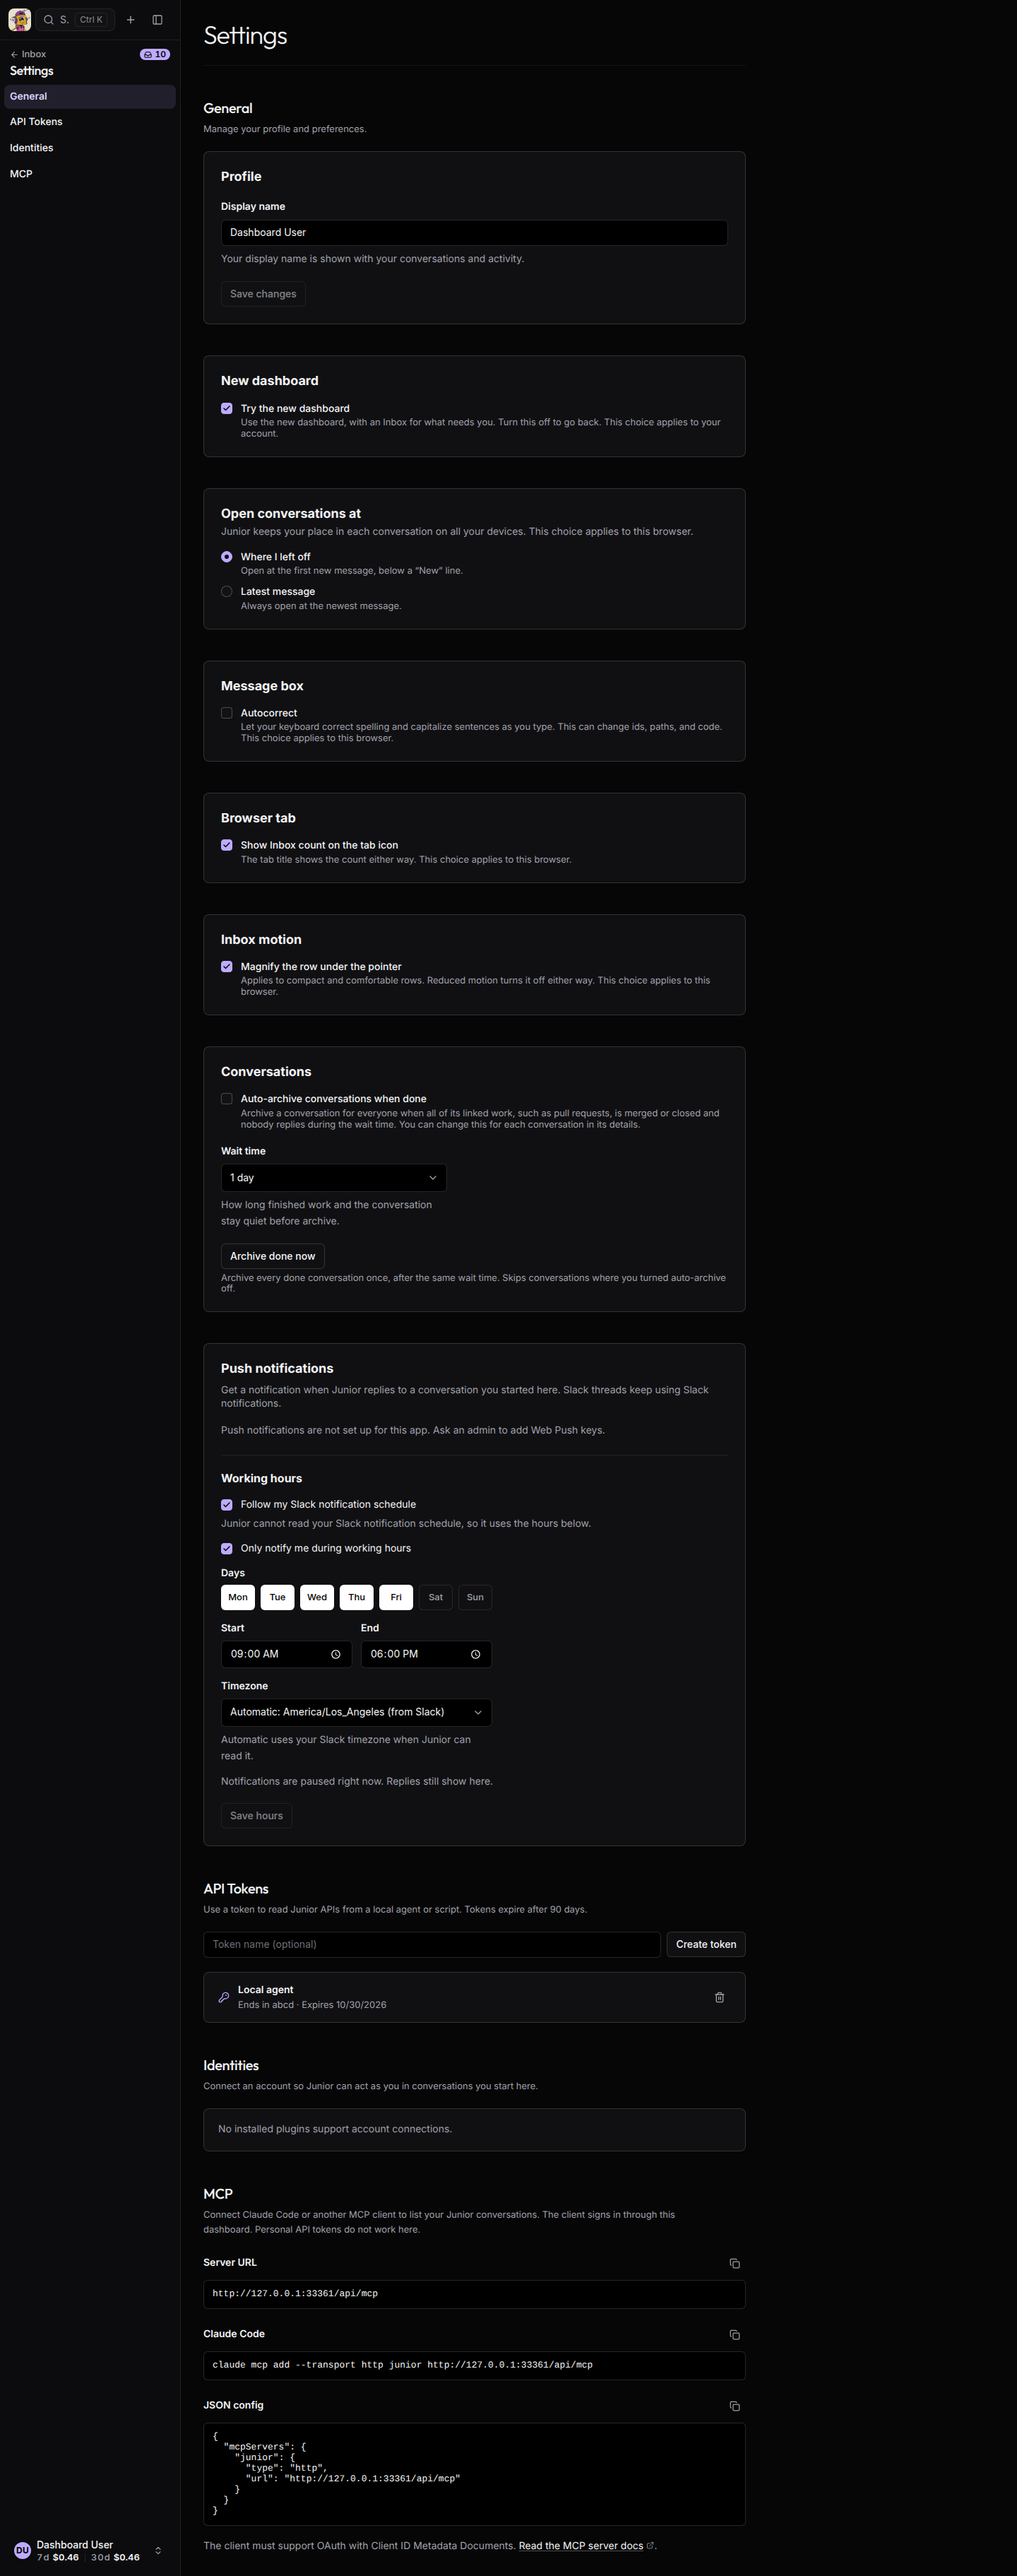 S. Ctrl K
Inbox 10
Settings
General
API Tokens
Identities
MCP
Settings
General
Manage your profile and preferences.
Profile
Display name
Dashboard User
Your display name is shown with your conversations and activity.
Save changes
New dashboard
Try the new dashboard
Use the new dashboard, with an Inbox for what needs you. Turn this off to go back. This choice applies to your
account.
Open conversations at
Junior keeps your place in each conversation on all your devices. This choice applies to this browser.
Where I left off
Open at the first new message, below a “New” line.
Latest message
Always open at the newest message.
Message box
Autocorrect
Let your keyboard correct spelling and capitalize sentences as you type. This can change ids, paths, and code.
This choice applies to this browser.
Browser tab
Show Inbox count on the tab icon
The tab title shows the count either way. This choice applies to this browser.
Inbox motion
Magnify the row under the pointer
Applies to compact and comfortable rows. Reduced motion turns it off either way. This choice applies to this
browser.
Conversations
Auto-archive conversations when done
Archive a conversation for everyone when all of its linked work, such as pull requests, is merged or closed and
nobody replies during the wait time. You can change this for each conversation in its details.
Wait time
1 day
How long finished work and the conversation
stay quiet before archive.
Archive done now
Archive every done conversation once, after the same wait time. Skips conversations where you turned auto-archive
off.
Push notifications
Get a notification when Junior replies to a conversation you started here. Slack threads keep using Slack
notifications.
Push notifications are not set up for this app. Ask an admin to add Web Push keys.
Working hours
Follow my Slack notification schedule
Junior cannot read your Slack notification schedule, so it uses the hours below.
Only notify me during working hours
Days
Mon Tue Wed Thu Fri Sat Sun
Start End
09:00 AM 06:00 PM
Timezone
Automatic: America/Los_Angeles (from Slack)
Automatic uses your Slack timezone when Junior can
read it.
Notifications are paused right now. Replies still show here.
Save hours
API Tokens
Use a token to read Junior APIs from a local agent or script. Tokens expire after 90 days.
Token name (optional) Create token
Local agent
Ends in abcd · Expires 10/30/2026
Identities
Connect an account so Junior can act as you in conversations you start here.
No installed plugins support account connections.
MCP
Connect Claude Code or another MCP client to list your Junior conversations. The client signs in through this
dashboard. Personal API tokens do not work here.
Server URL
http://127.0.0.1:33361/api/mcp
Claude Code
claude mcp add --transport http junior http://127.0.0.1:33361/api/mcp
JSON config
{
"mcpServers": {
"junior": {
"type": "http",
"url": "http://127.0.0.1:33361/api/mcp"
}
}
}
The client must support OAuth with Client ID Metadata Documents. Read the MCP server docs.
DU Dashboard User
7d $0.46 30d $0.46